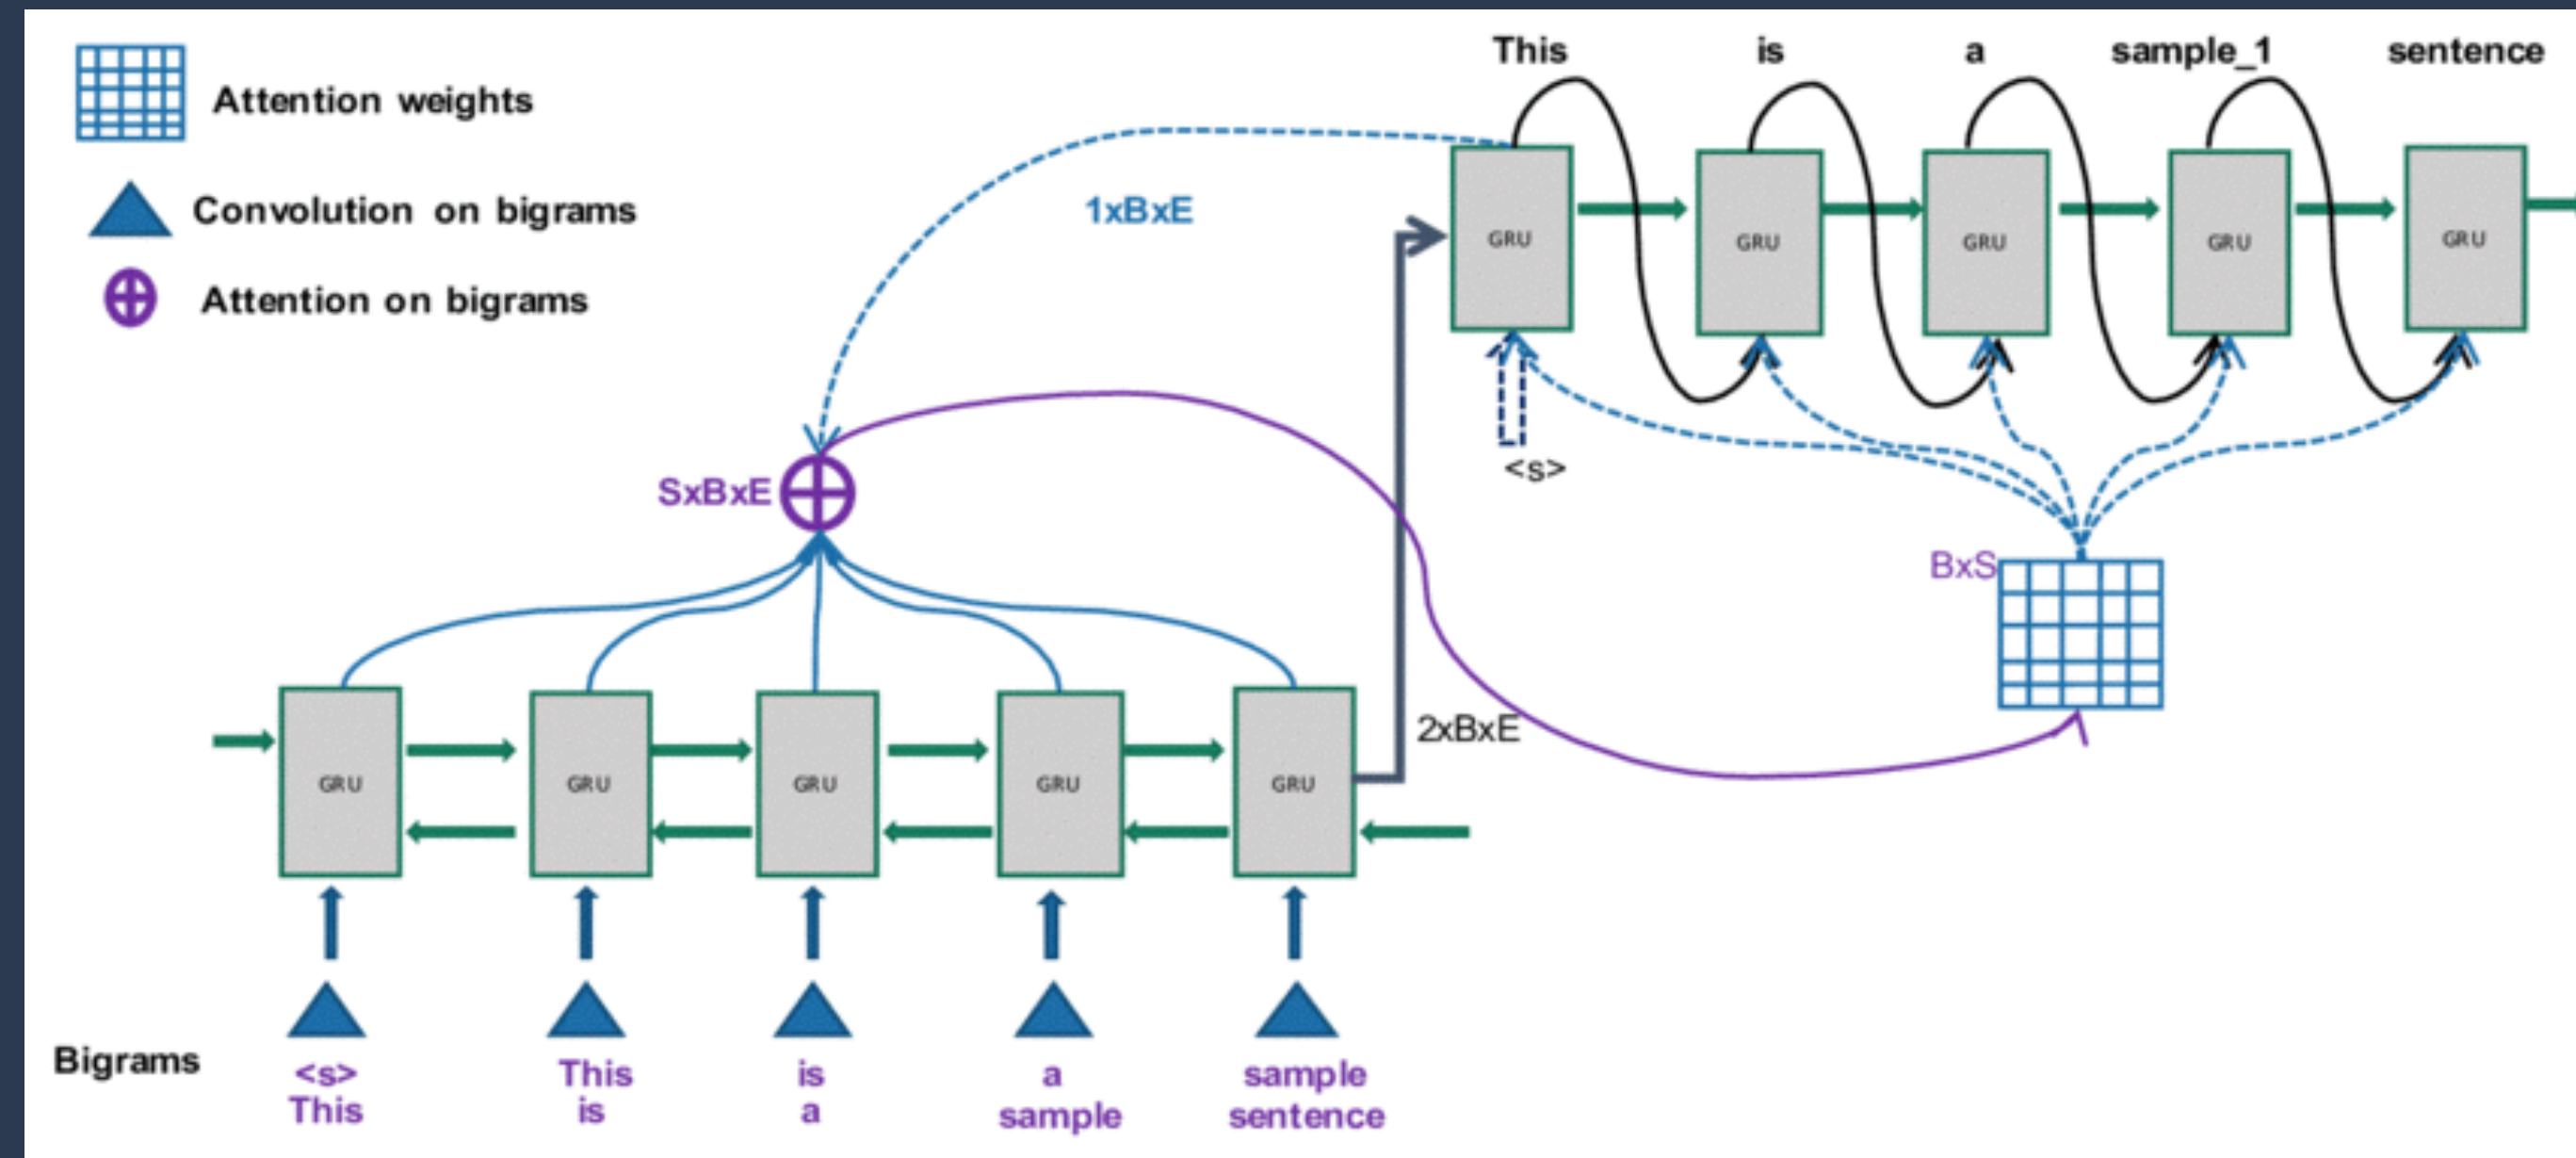 This is a sample_1 sentence
Attention weights
Convolution on bigrams
Attention on bigrams
1xBxE
GRU GRU GRU GRU GRU
<s>
SxBxE
BxS
2xBxE
GRU GRU GRU GRU GRU
Bigrams
<s> This is a sample
This is a sample sentence